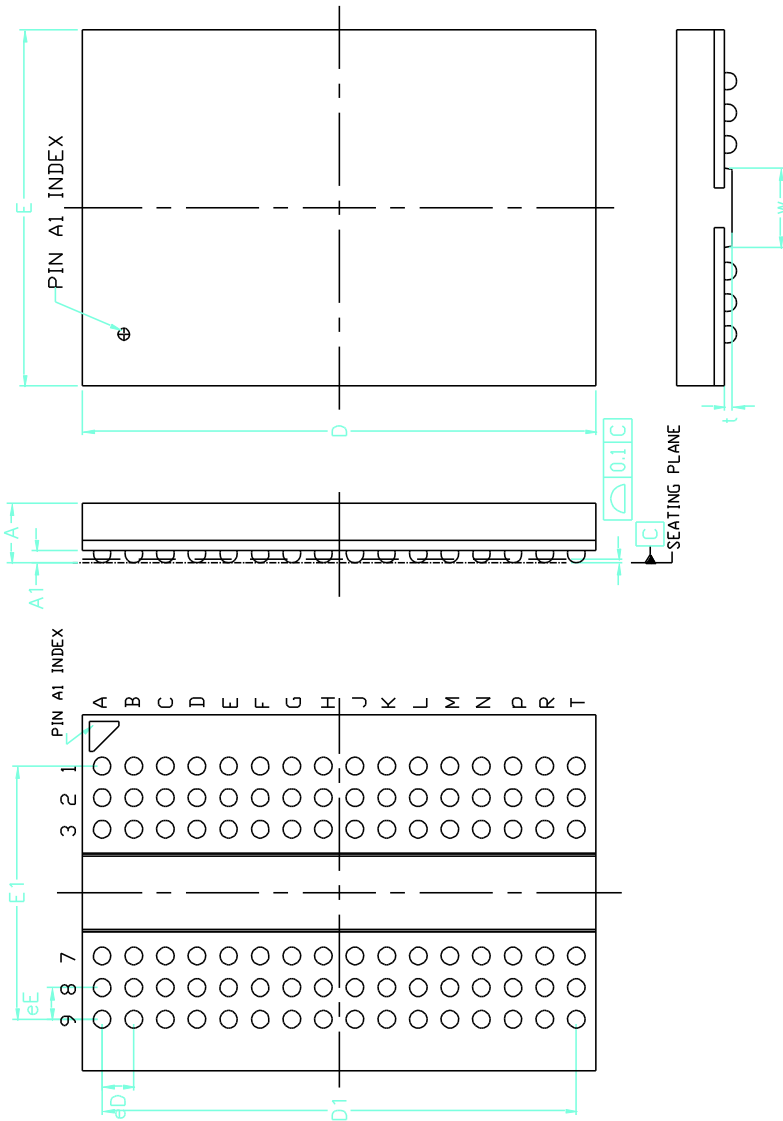 E
PIN A1 INDEX
W
t
D
0.1 C
C
SEATING PLANE
A
A1
PIN A1 INDEX
A B C D E F G H J K L M N P R T
1
2
3
7
8
9
E1
eE
eD1
D1